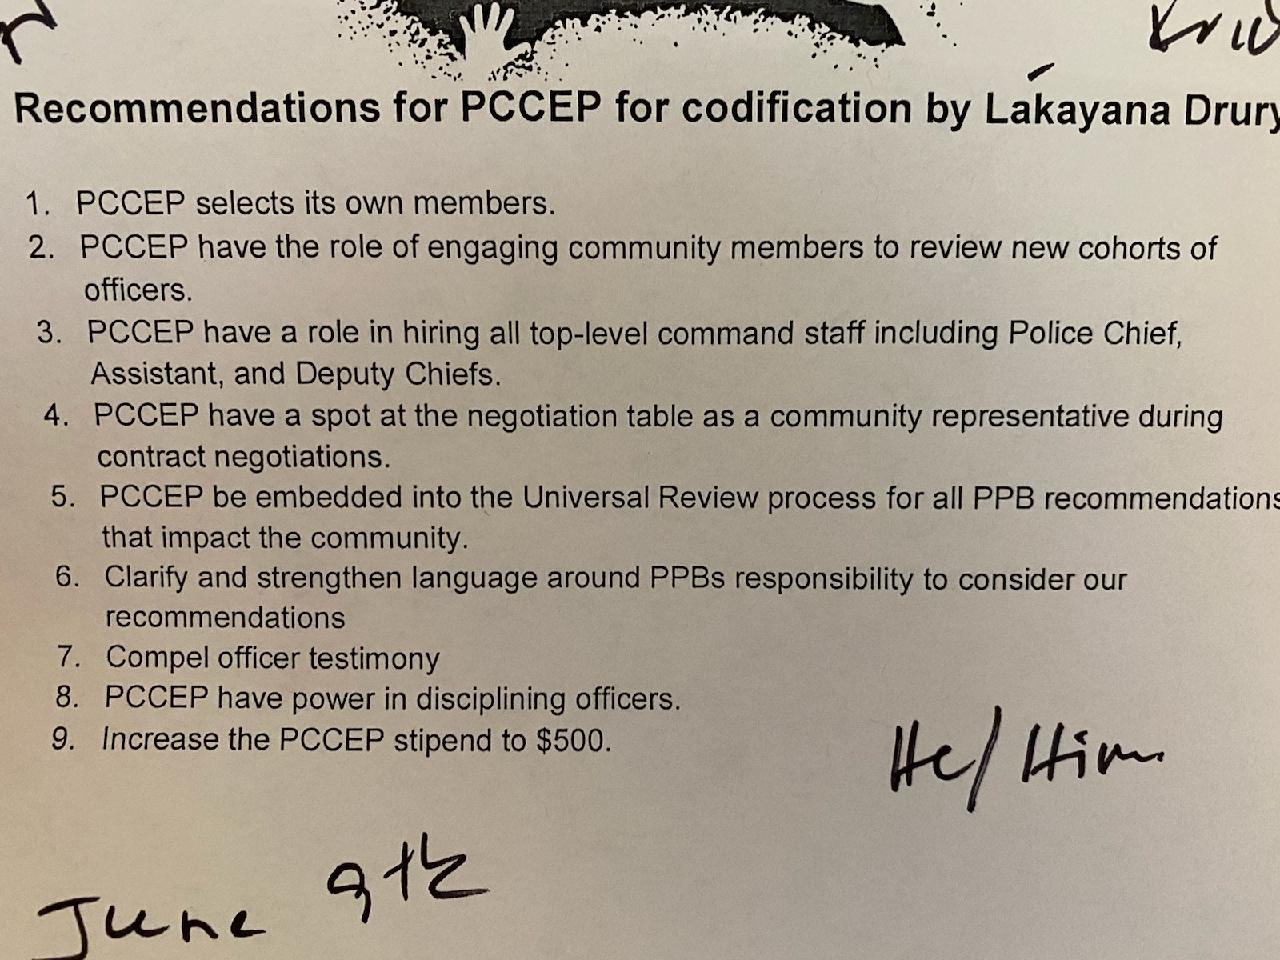 Recommendations for PCCEP for codification by Lakayana Drury
1. PCCEP selects its own members.
2. PCCEP have the role of engaging community members to review new cohorts of
officers.
3. PCCEP have a role in hiring all top-level command staff including Police Chief,
Assistant, and Deputy Chiefs.
4. PCCEP have a spot at the negotiation table as a community representative during
contract negotiations.
5. PCCEP be embedded into the Universal Review process for all PPB recommendations
that impact the community.
6. Clarify and strengthen language around PPBs responsibility to consider our
recommendations
7. Compel officer testimony
8. PCCEP have power in disciplining officers.
9. Increase the PCCEP stipend to $500.
He/Him
June 9th